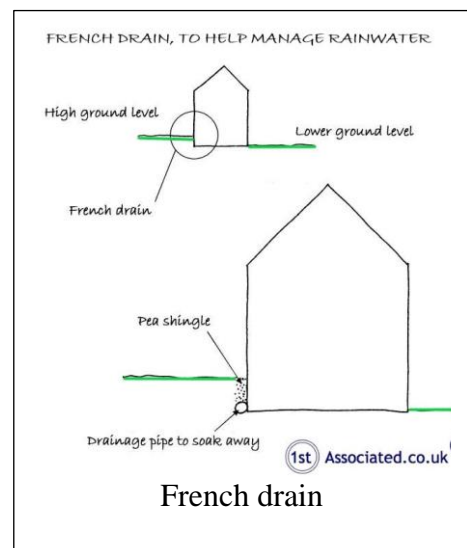 FRENCH DRAIN, TO HELP MANAGE RAINWATER
High ground level
Lower ground level
French drain
Pea shingle
Drainage pipe to soak away
1st Associated.co.uk
French drain